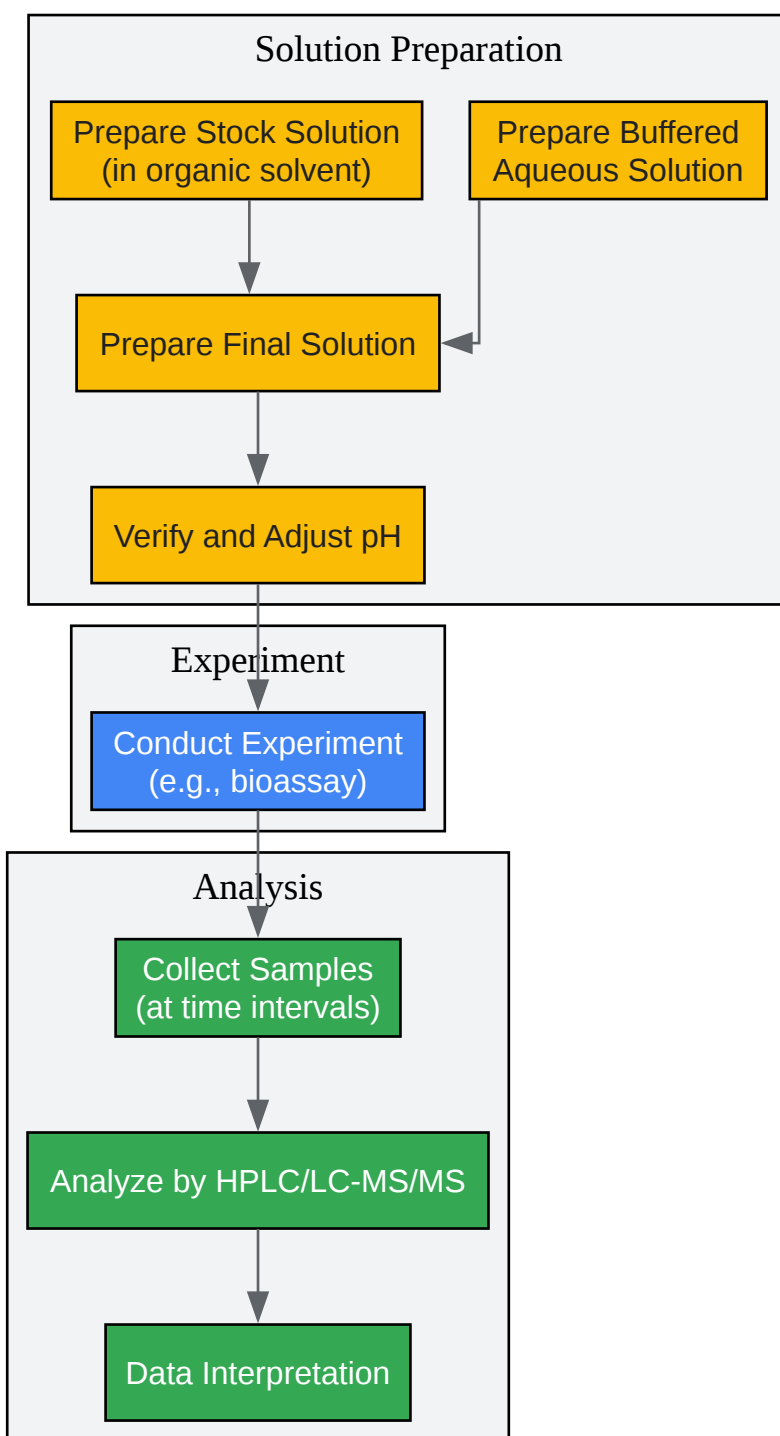 Solution Preparation
Prepare Stock Solution
(in organic solvent)
Prepare Buffered
Aqueous Solution
Prepare Final Solution
Verify and Adjust pH
Experiment
Conduct Experiment
(e.g., bioassay)
Analysis
Collect Samples
(at time intervals)
Analyze by HPLC/LC-MS/MS
Data Interpretation